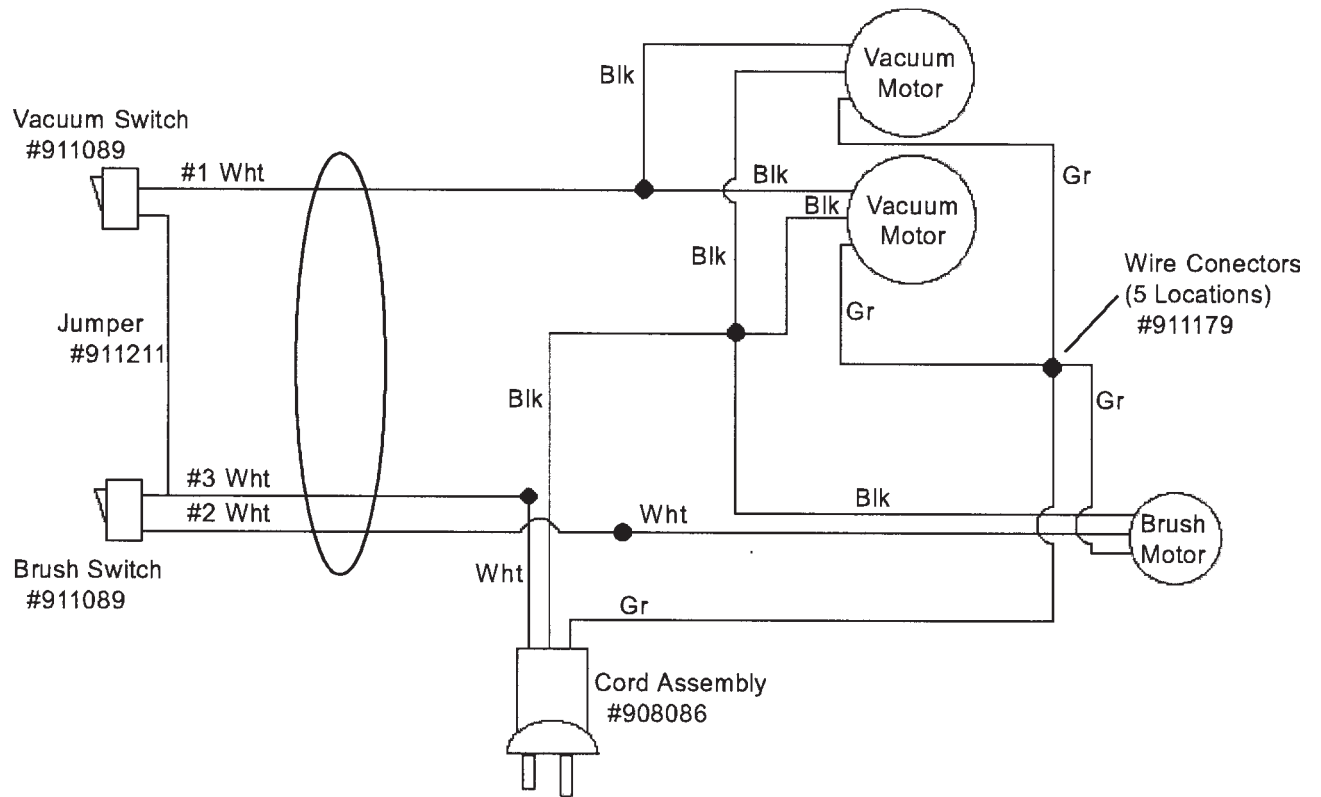 Vacuum
Motor
Blk
Vacuum Switch
#911089
#1 Wht
Blk
Gr
Blk
Vacuum
Motor
Blk
Wire Conectors
(5 Locations)
#911179
Gr
Jumper
#911211
Blk
Gr
#3 Wht
Blk
#2 Wht
Wht
Brush
Motor
Brush Switch
#911089
Wht
Gr
Cord Assembly
#908086